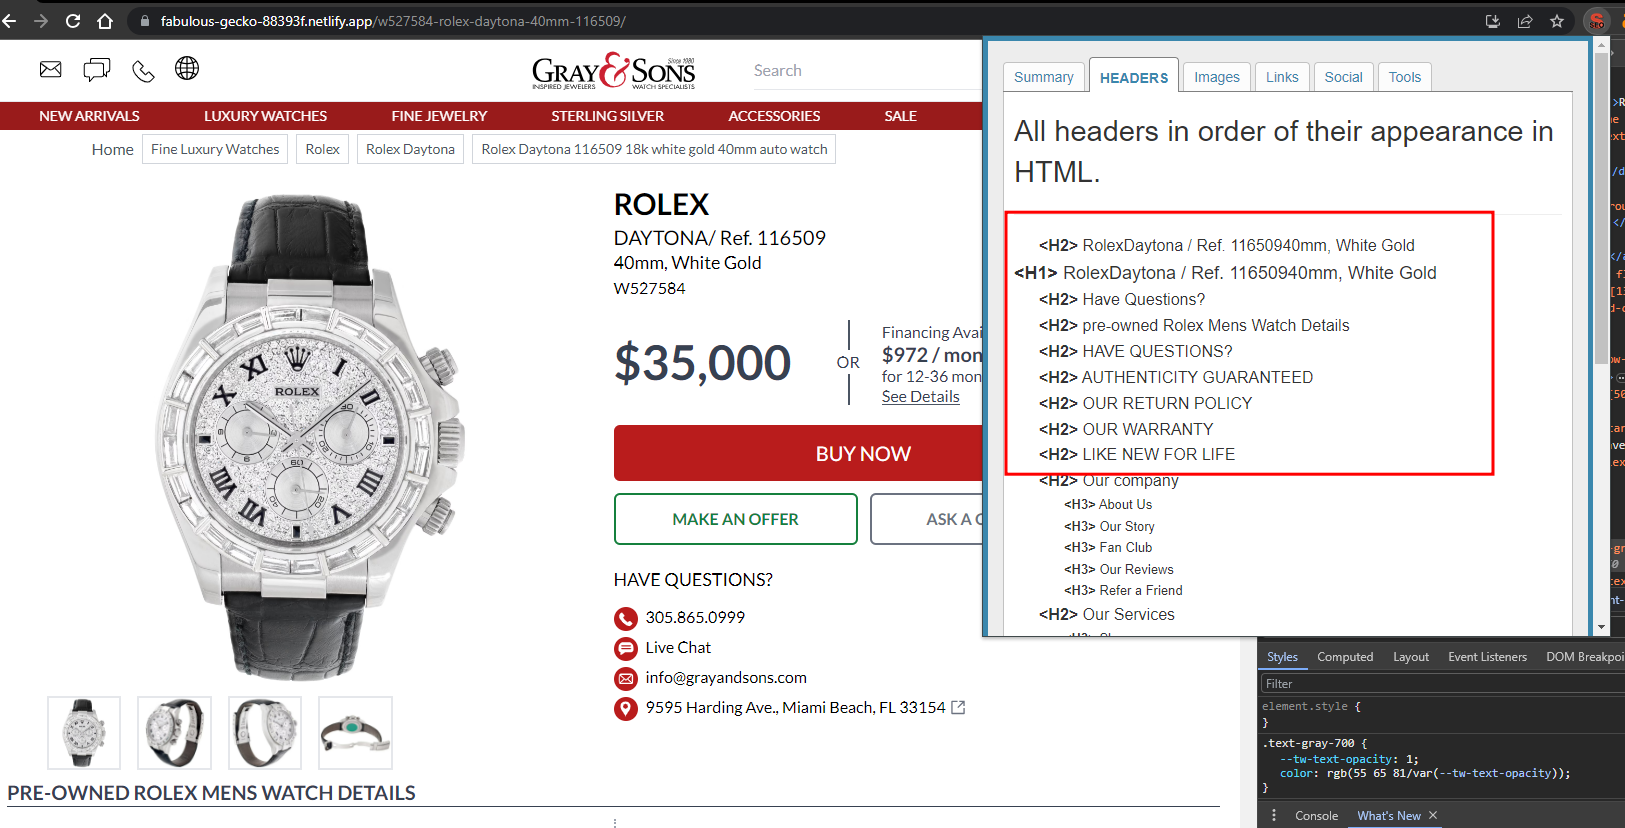 fabulous-gecko-88393f.netlify.app/w527584-rolex-daytona-40mm-116509/
GRAY & SONS
Since 1980
INSPIRED JEWELERS WATCH SPECIALISTS
Search
NEW ARRIVALS LUXURY WATCHES FINE JEWELRY STERLING SILVER ACCESSORIES SALE
Home Fine Luxury Watches Rolex Rolex Daytona Rolex Daytona 116509 18k white gold 40mm auto watch
ROLEX
DAYTONA/ Ref. 116509
40mm, White Gold
W527584
$35,000
OR
Financing Avai
$972 / mon
for 12-36 mon
See Details
BUY NOW
MAKE AN OFFER
ASK A
HAVE QUESTIONS?
305.865.0999
Live Chat
info@grayandsons.com
9595 Harding Ave., Miami Beach, FL 33154
XI I II X VIII VII V IV
ROLEX
30
60
PRE-OWNED ROLEX MENS WATCH DETAILS
SEO
Summary HEADERS Images Links Social Tools
All headers in order of their appearance in
HTML.
<H2> RolexDaytona / Ref. 11650940mm, White Gold
<H1> RolexDaytona / Ref. 11650940mm, White Gold
<H2> Have Questions?
<H2> pre-owned Rolex Mens Watch Details
<H2> HAVE QUESTIONS?
<H2> AUTHENTICITY GUARANTEED
<H2> OUR RETURN POLICY
<H2> OUR WARRANTY
<H2> LIKE NEW FOR LIFE
<H2> Our company
<H3> About Us
<H3> Our Story
<H3> Fan Club
<H3> Our Reviews
<H3> Refer a Friend
<H2> Our Services
Styles Computed Layout Event Listeners DOM Breakpoi
Filter
element.style {
}
.text-gray-700 {
--tw-text-opacity: 1;
color: rgb(55 65 81/var(--tw-text-opacity));
}
Console What's New